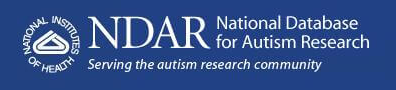 NATIONAL INSTITUTES
OF HEALTH
NDAR
National Database
for Autism Research
Serving the autism research community